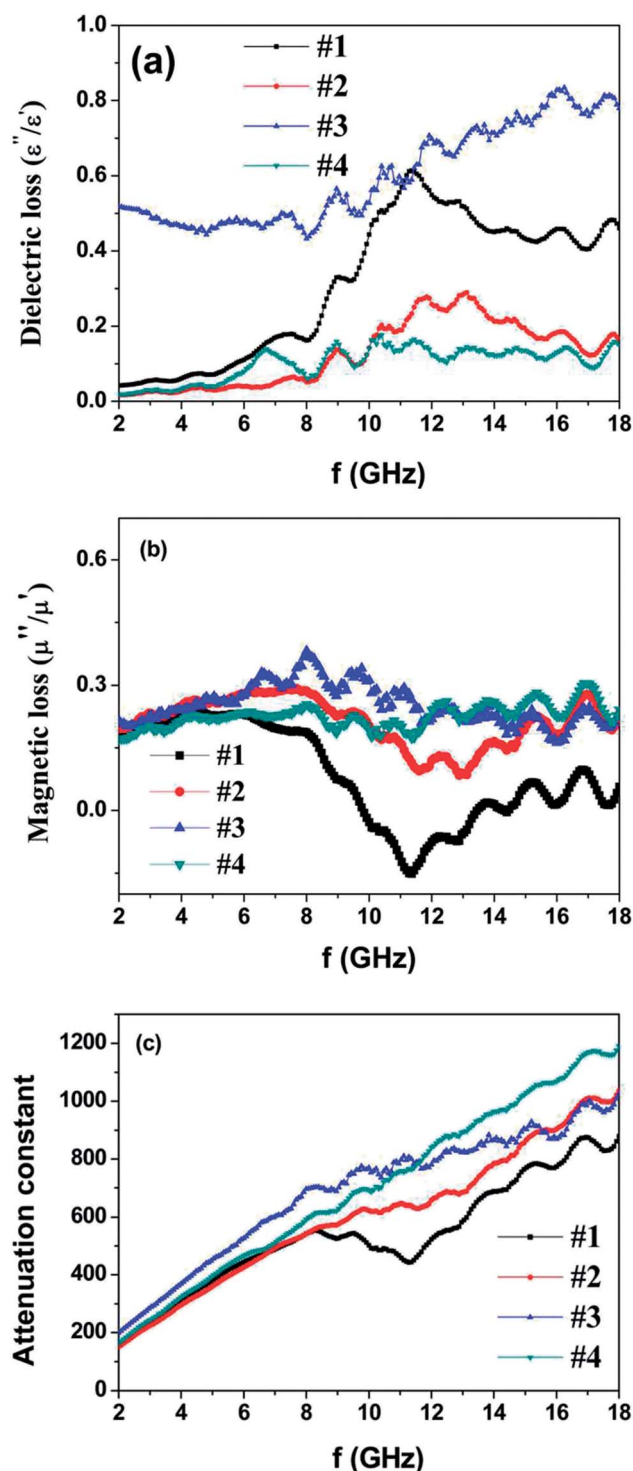 (a)
#1
#2
#3
#4
Dielectric loss (ε''/ε')
1.0
0.8
0.6
0.4
0.2
0.0
2 4 6 8 10 12 14 16 18
f (GHz)
(b)
Magnetic loss (μ''/μ')
0.6
0.3
0.0
#1
#2
#3
#4
2 4 6 8 10 12 14 16 18
f (GHz)
(c)
Attenuation constant
1200
1000
800
600
400
200
0
#1
#2
#3
#4
2 4 6 8 10 12 14 16 18
f (GHz)